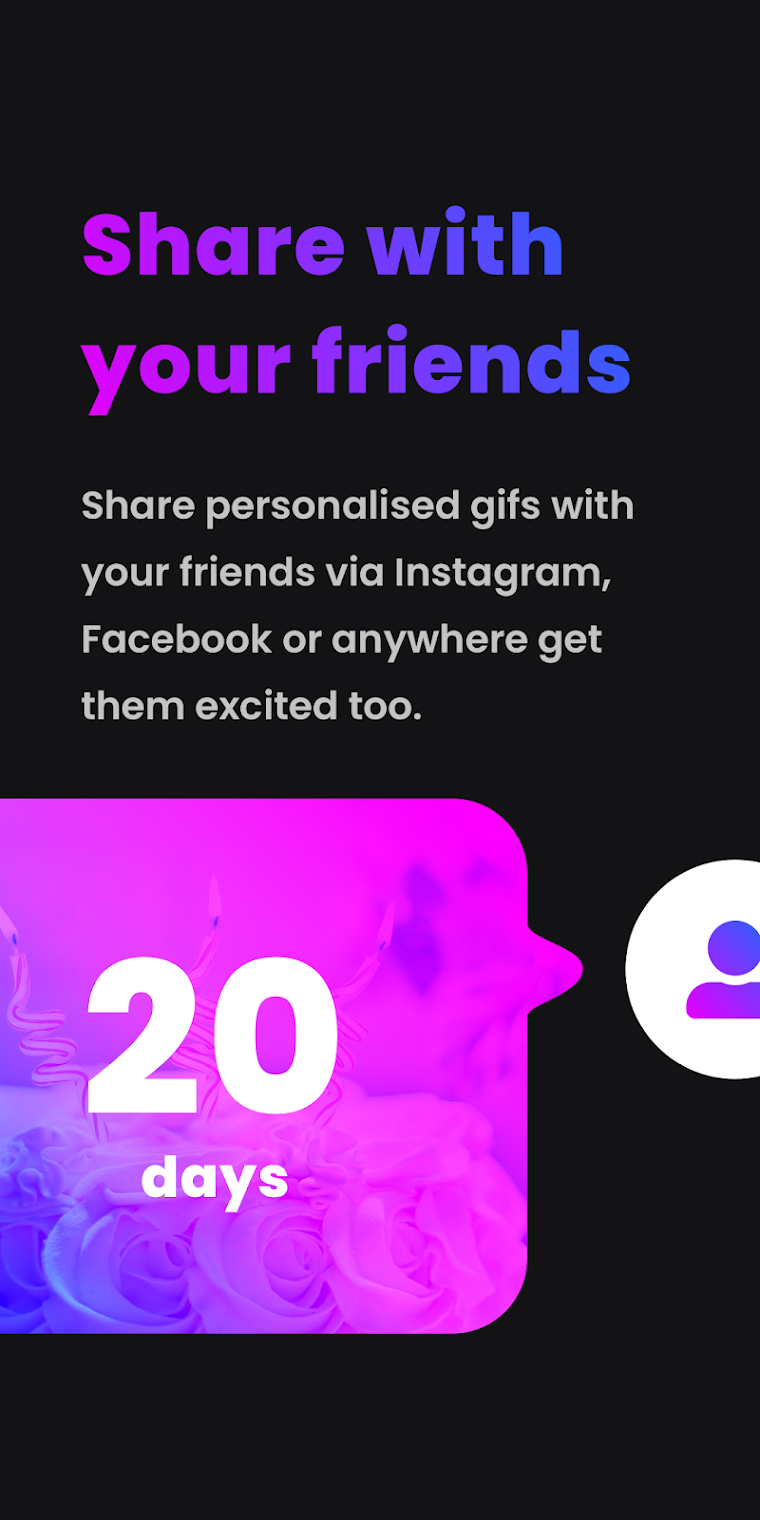 Share with
your friends
Share personalised gifs with
your friends via Instagram,
Facebook or anywhere get
them excited too.
20
days